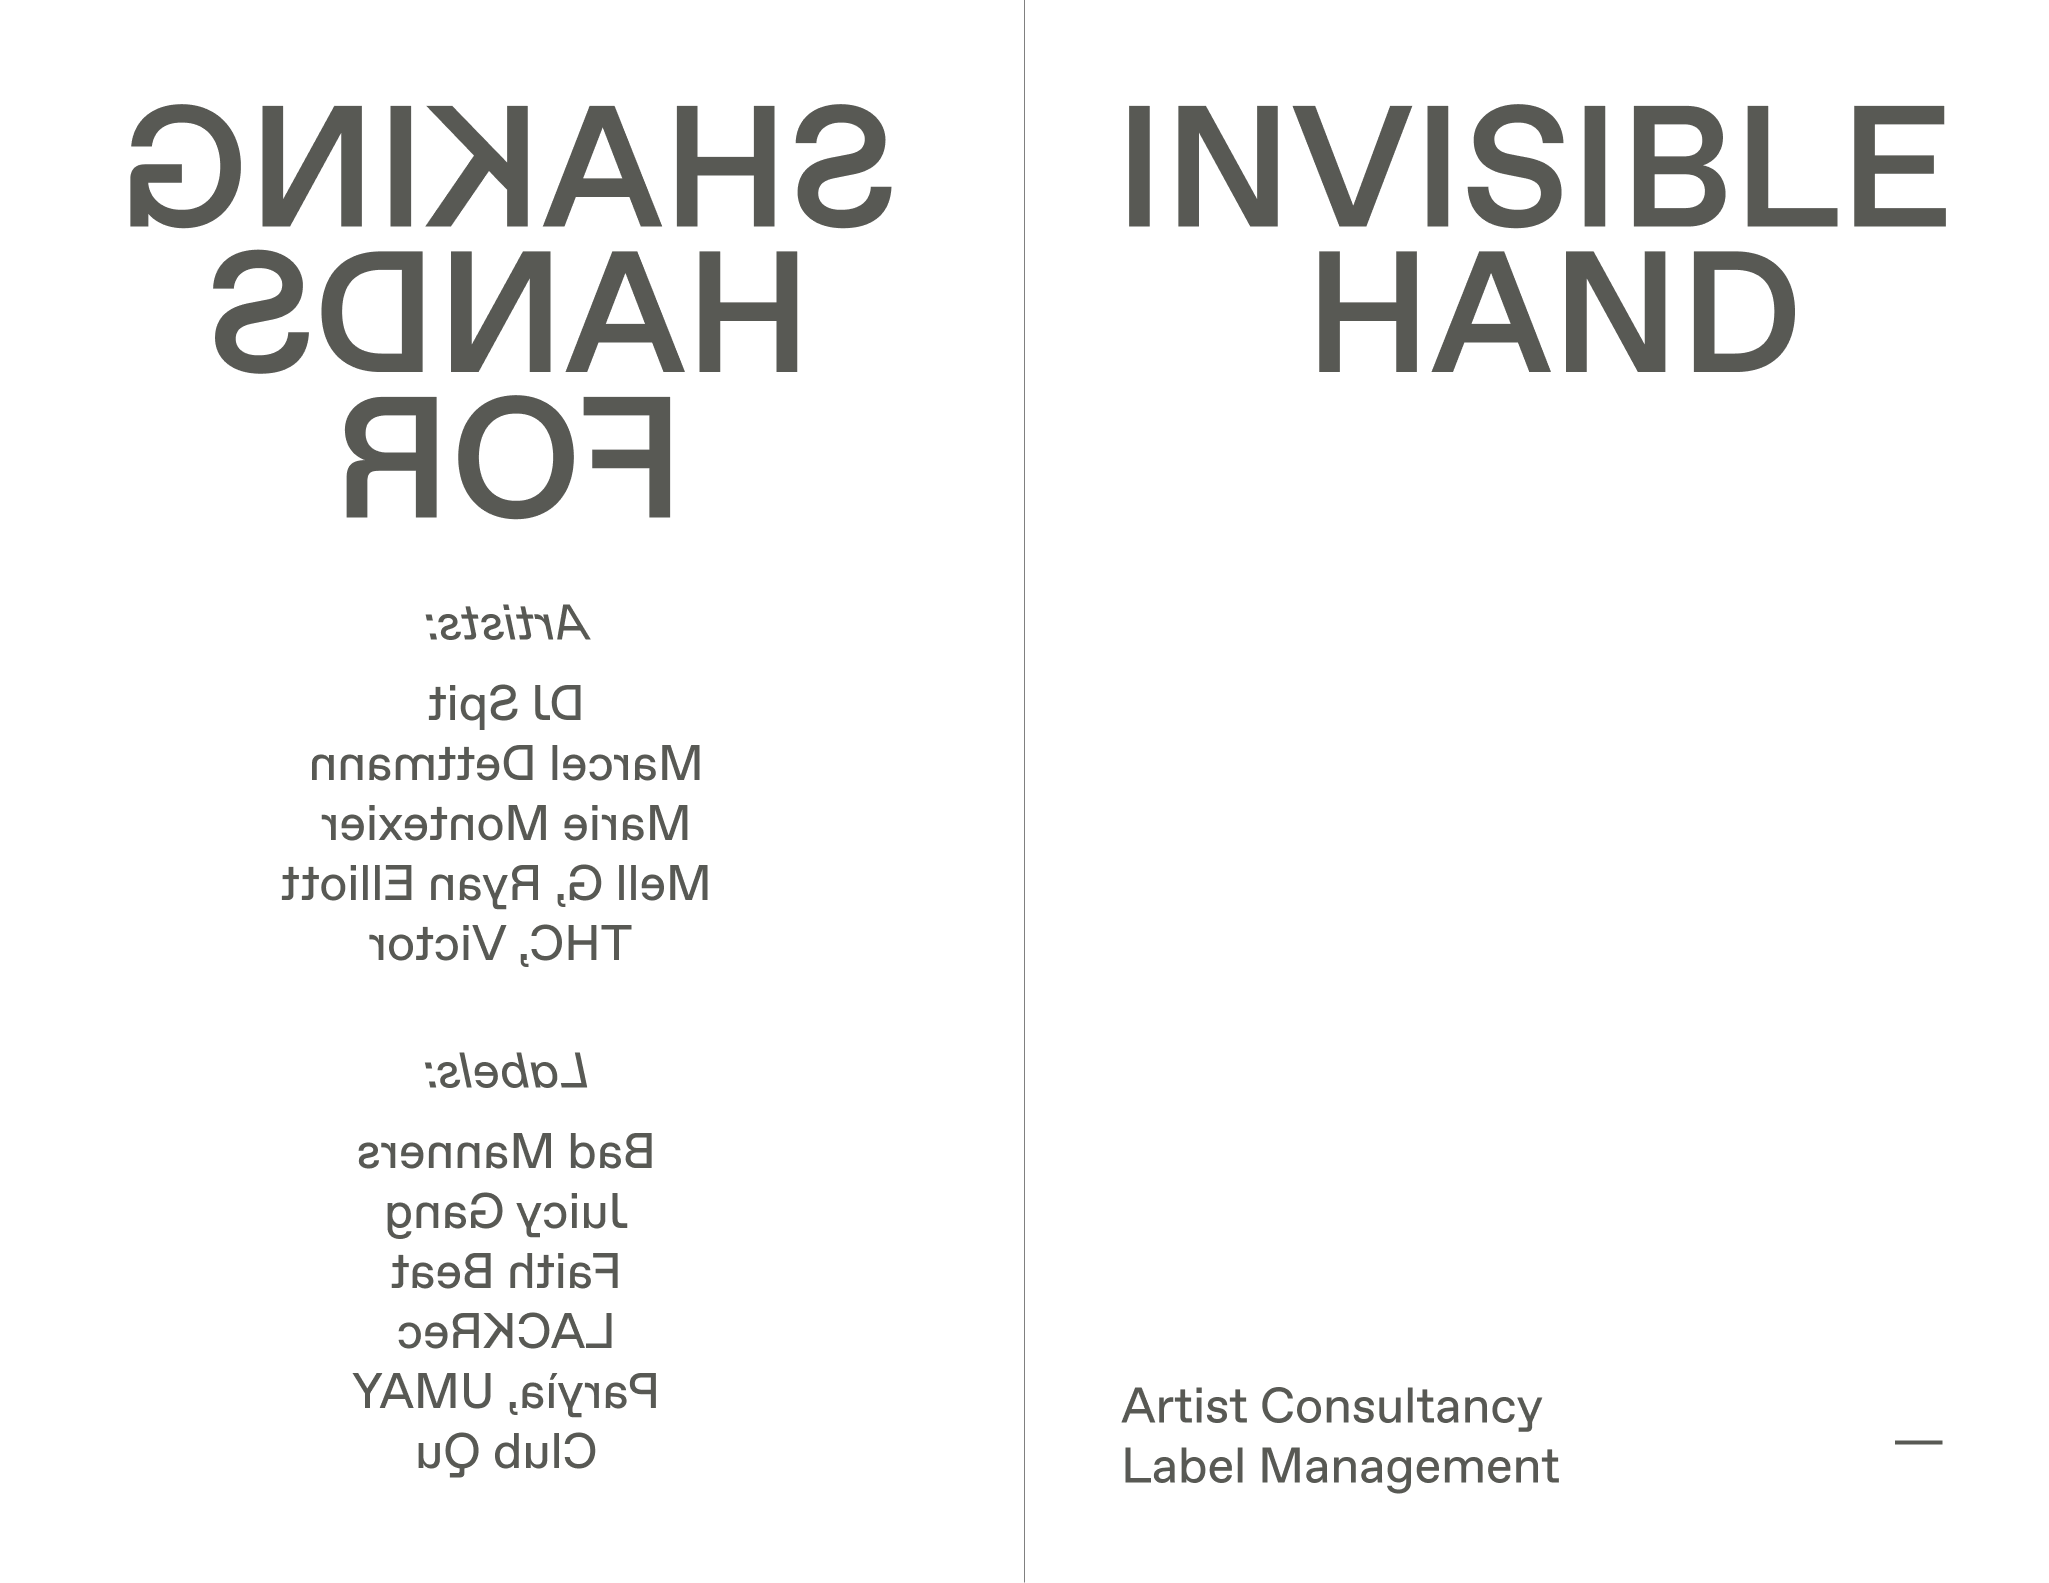 SHAKING
HANDS
FOR
Artists:
DJ Spit
Marcel Dettmann
Marie Montexier
Mell G, Ryan Elliott
THC, Victor
Labels:
Bad Manners
Juicy Gang
Faith Beat
LACKRec
Paryìa, UMAY
Club Qu
INVISIBLE
HAND
Artist Consultancy
Label Management
—